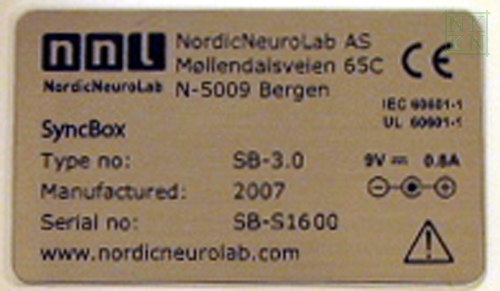 nnl
NordicNeuroLab
NordicNeuroLab AS
Møllendalsveien 65C
N-5009 Bergen
CE
IEC 60601-1
UL 60601-1
SyncBox
Type no: SB-3.0
9V 0.8A
Manufactured: 2007
Serial no: SB-S1600
www.nordicneurolab.com